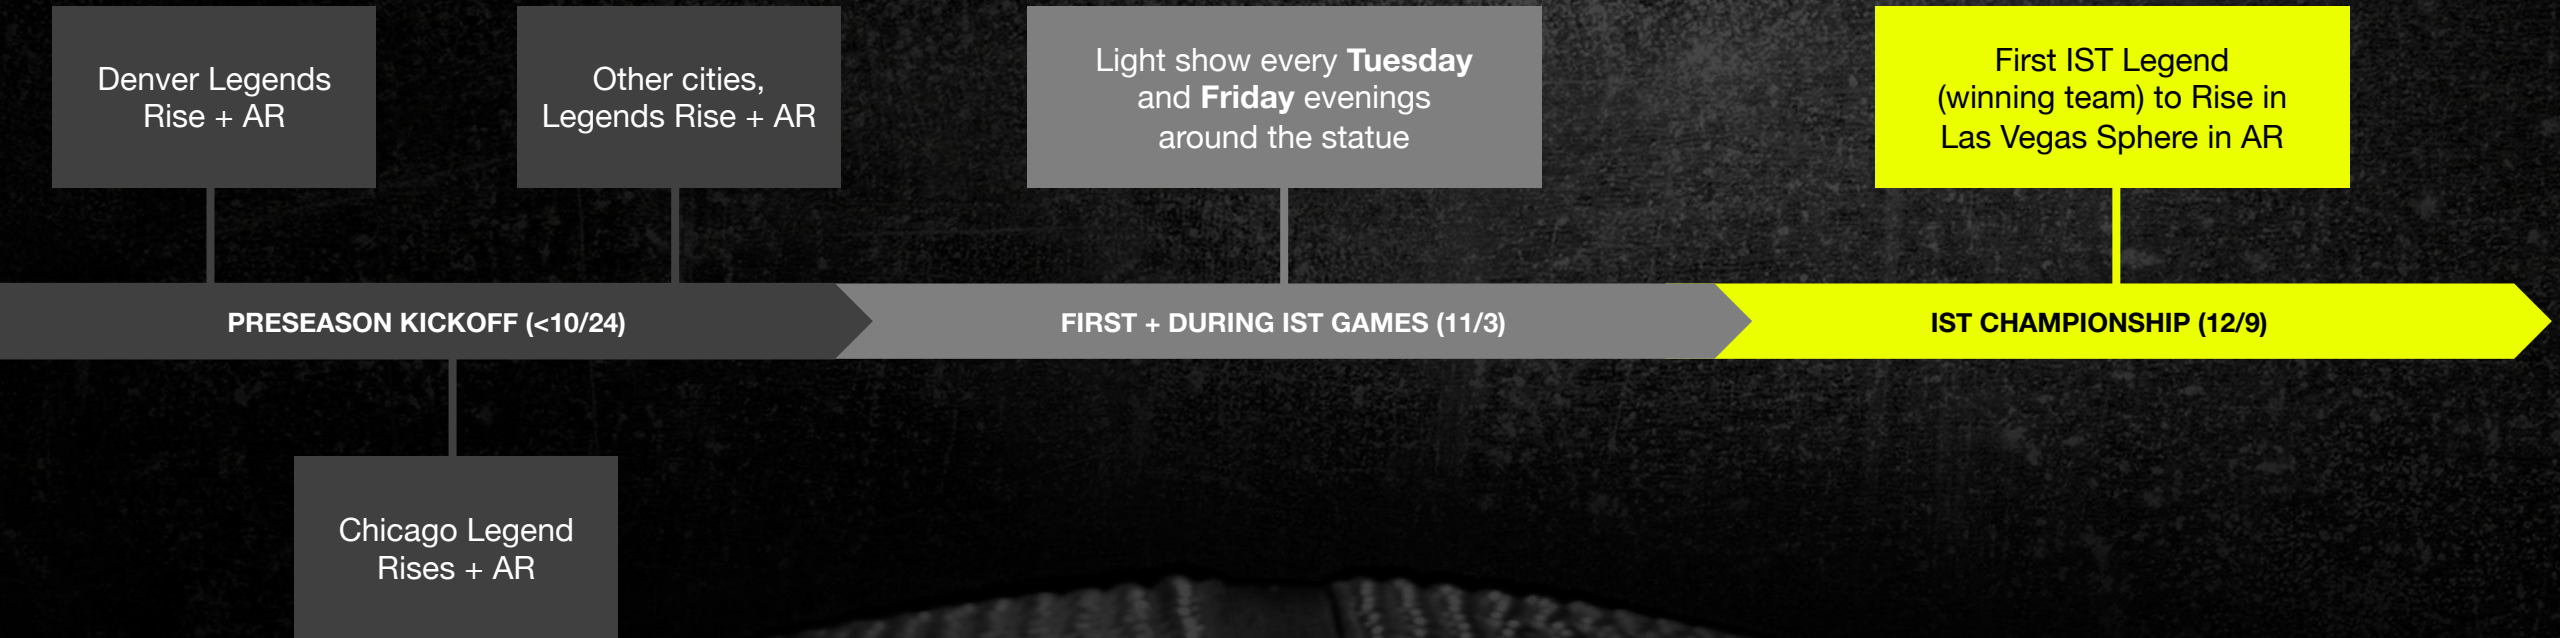 Denver Legends
Rise + AR
Other cities,
Legends Rise + AR
Light show every Tuesday
and Friday evenings
around the statue
First IST Legend
(winning team) to Rise in
Las Vegas Sphere in AR
PRESEASON KICKOFF (<10/24)
FIRST + DURING IST GAMES (11/3)
IST CHAMPIONSHIP (12/9)
Chicago Legend
Rises + AR